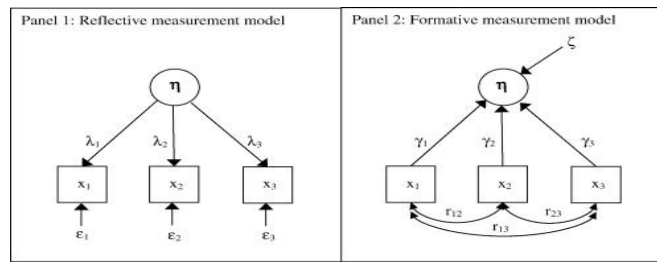 Panel 1: Reflective measurement model
η
λ₁ λ₂ λ₃
x₁ x₂ x₃
ε₁ ε₂ ε₃
Panel 2: Formative measurement model
ζ
η
γ₁ γ₂ γ₃
x₁ x₂ x₃
r₁₂ r₂₃
r₁₃